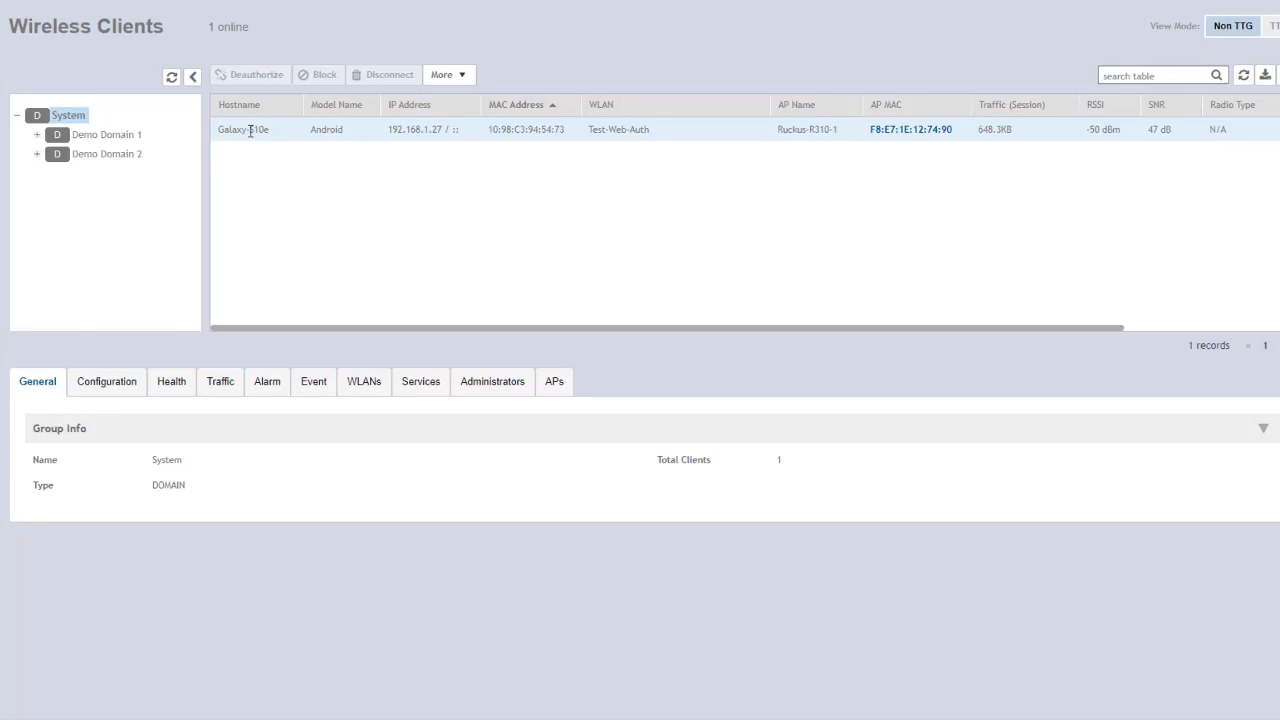 Wireless Clients 1 online View Mode: Non TTG
Deauthorize Block Disconnect More ▼ search table
Hostname Model Name IP Address MAC Address WLAN AP Name AP MAC Traffic (Session) RSSI SNR Radio Type
Android 192.168.1.27 / :: 10:98:C3:94:54:73 Test-Web-Auth Ruckus-R310-1 F8:E7:1E:12:74:90 648.3KB -50 dBm 47 dB N/A
D System
D Demo Domain 1
D Demo Domain 2
1 records « 1
General Configuration Health Traffic Alarm Event WLANs Services Administrators APs
Group Info
Name System Total Clients 1
Type DOMAIN